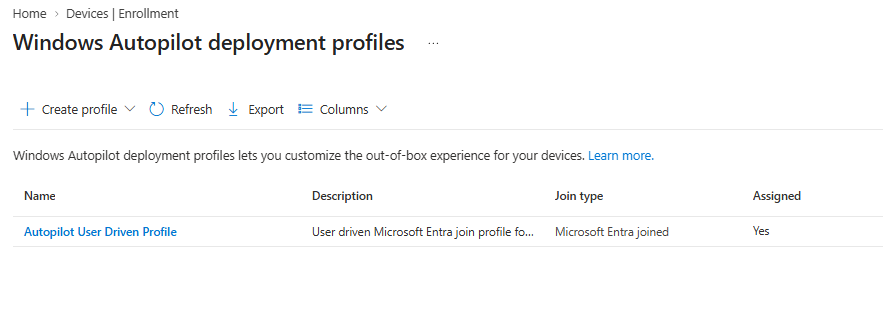 Home > Devices | Enrollment
Windows Autopilot deployment profiles ...
Create profile Refresh Export Columns
Windows Autopilot deployment profiles lets you customize the out-of-box experience for your devices. Learn more.
Name Description Join type Assigned
Autopilot User Driven Profile User driven Microsoft Entra join profile fo... Microsoft Entra joined Yes